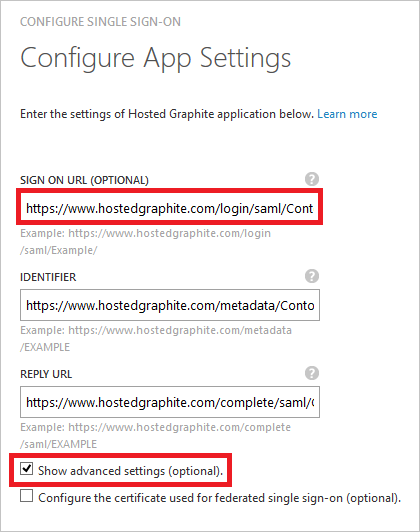 CONFIGURE SINGLE SIGN-ON
Configure App Settings
Enter the settings of Hosted Graphite application below. Learn more
SIGN ON URL (OPTIONAL) ?
https://www.hostedgraphite.com/login/saml/Cont
Example: https://www.hostedgraphite.com/login
/saml/Example/
IDENTIFIER ?
https://www.hostedgraphite.com/metadata/Conto
Example: https://www.hostedgraphite.com/metadata
/EXAMPLE
REPLY URL ?
https://www.hostedgraphite.com/complete/saml/C
Example: https://www.hostedgraphite.com/complete
/saml/EXAMPLE
Show advanced settings (optional).
Configure the certificate used for federated single sign-on (optional).